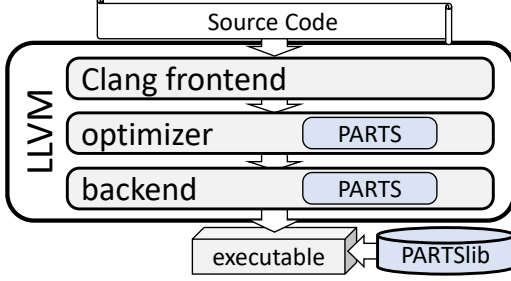 Source Code
LLVM
Clang frontend
optimizer
PARTS
backend
PARTS
executable
PARTSlib